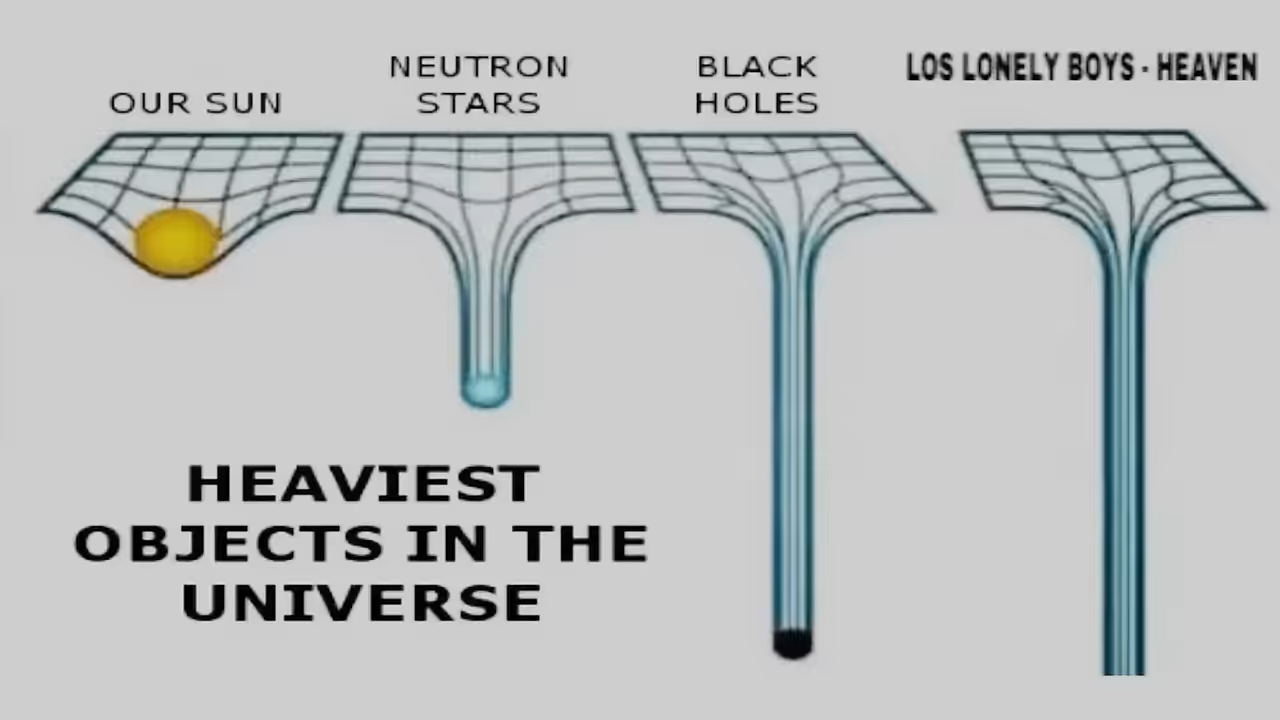 OUR SUN
NEUTRON
STARS
BLACK
HOLES
LOS LONELY BOYS · HEAVEN
HEAVIEST
OBJECTS IN THE
UNIVERSE